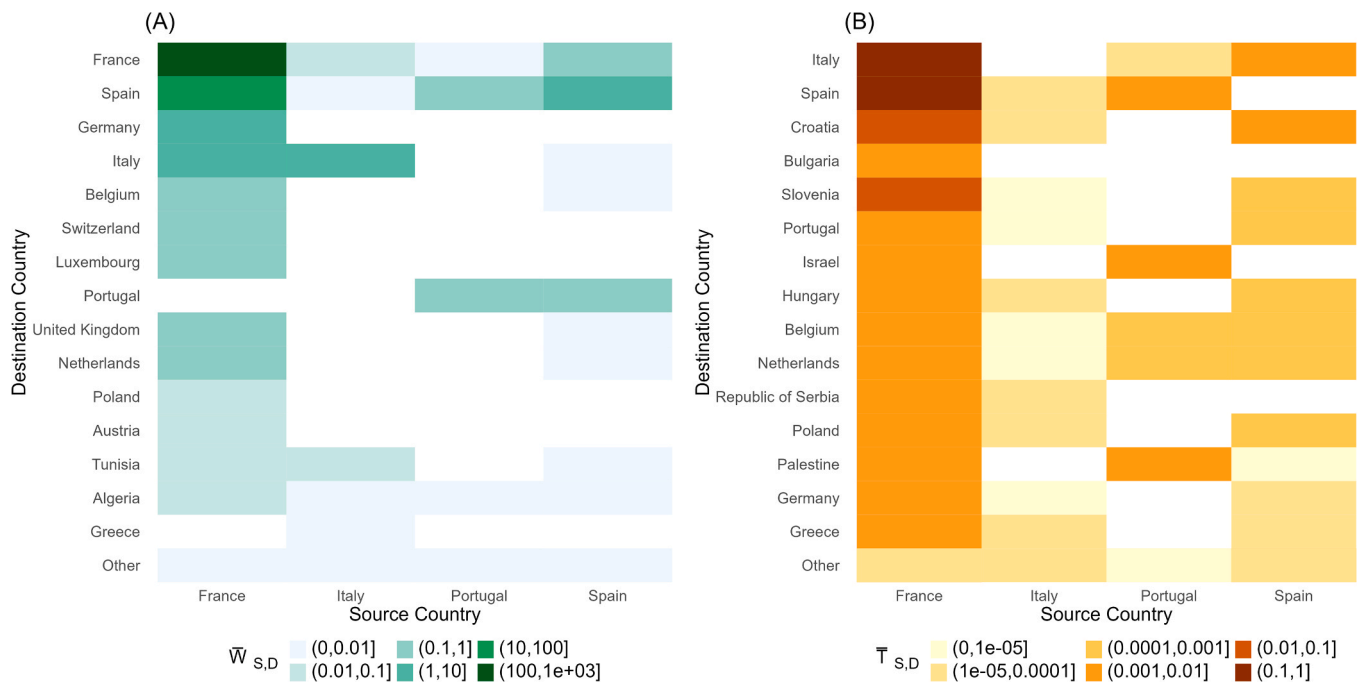 (A)
Destination Country
France
Spain
Germany
Italy
Belgium
Switzerland
Luxembourg
Portugal
United Kingdom
Netherlands
Poland
Austria
Tunisia
Algeria
Greece
Other
France Italy Portugal Spain
Source Country
W̅ S,D
(0,0.01] (0.1,1] (10,100]
(0.01,0.1] (1,10] (100,1e+03]
(B)
Destination Country
Italy
Spain
Croatia
Bulgaria
Slovenia
Portugal
Israel
Hungary
Belgium
Netherlands
Republic of Serbia
Poland
Palestine
Germany
Greece
Other
France Italy Portugal Spain
Source Country
T̿ S,D
(0,1e-05] (0.0001,0.001] (0.01,0.1]
(1e-05,0.0001] (0.001,0.01] (0.1,1]